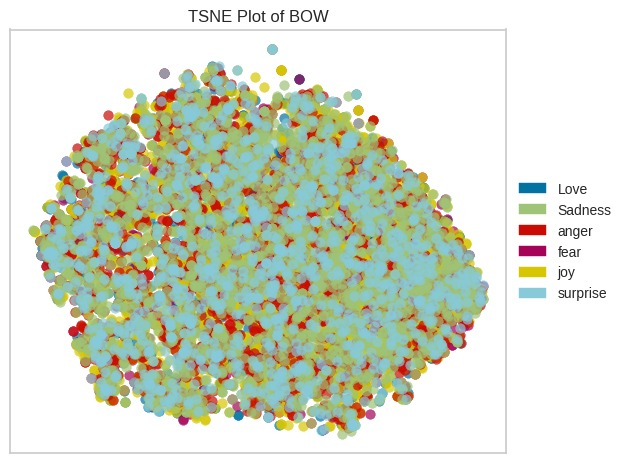 TSNE Plot of BOW
Love
Sadness
anger
fear
joy
surprise